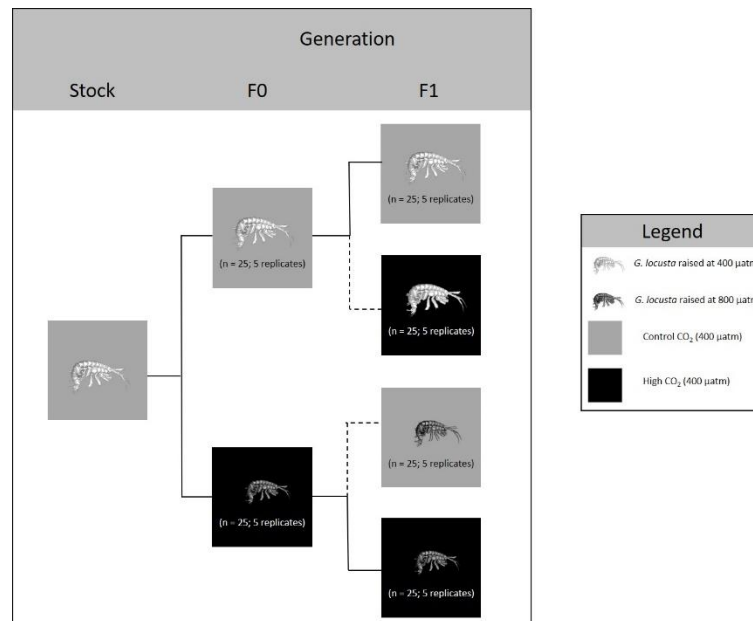 Generation
Stock F0 F1
(n = 25; 5 replicates)
(n = 25; 5 replicates)
(n = 25; 5 replicates)
(n = 25; 5 replicates)
(n = 25; 5 replicates)
(n = 25; 5 replicates)
Legend
G. locusta raised at 400 µatm
G. locusta raised at 800 µatm
Control CO₂ (400 µatm)
High CO₂ (400 µatm)